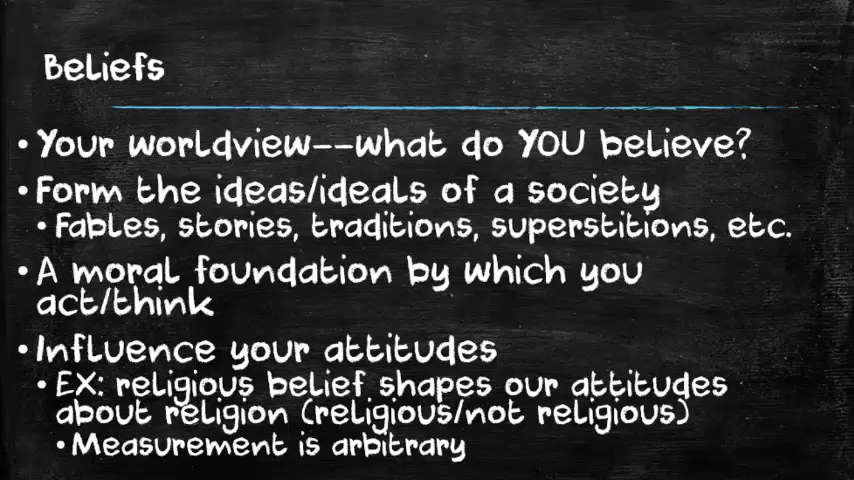 Beliefs
• Your worldview--what do YOU believe?
• Form the ideas/ideals of a society
• Fables, stories, traditions, superstitions, etc.
• A moral foundation by which you
act/think
• Influence your attitudes
• EX: religious belief shapes our attitudes
about religion (religious/not religious)
• Measurement is arbitrary